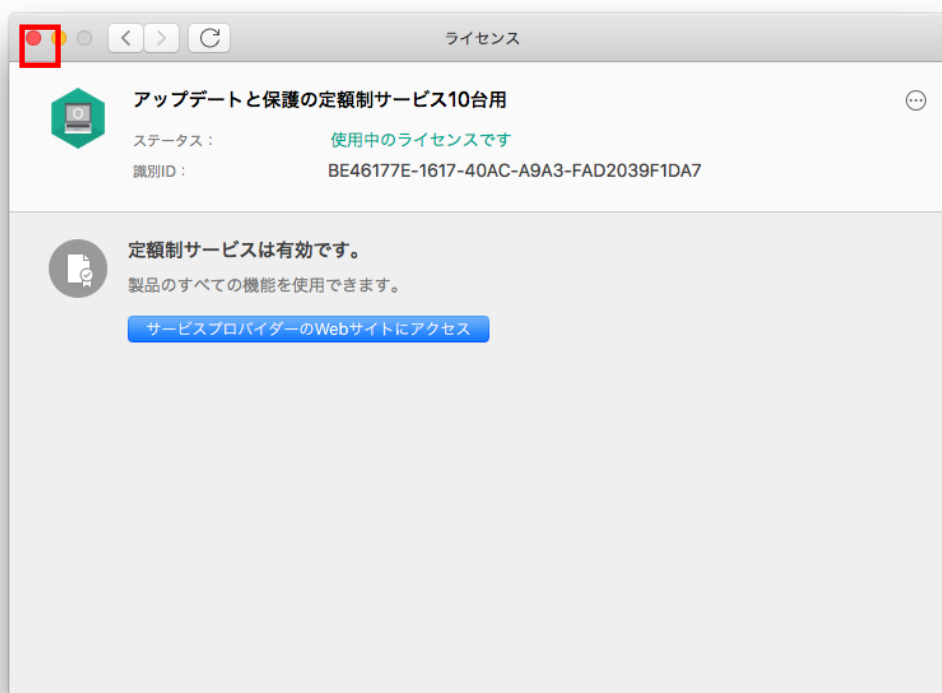 ライセンス
アップデートと保護の定額制サービス10台用
ステータス： 使用中のライセンスです
識別ID： BE46177E-1617-40AC-A9A3-FAD2039F1DA7
定額制サービスは有効です。
製品のすべての機能を使用できます。
サービスプロバイダーのWebサイトにアクセス